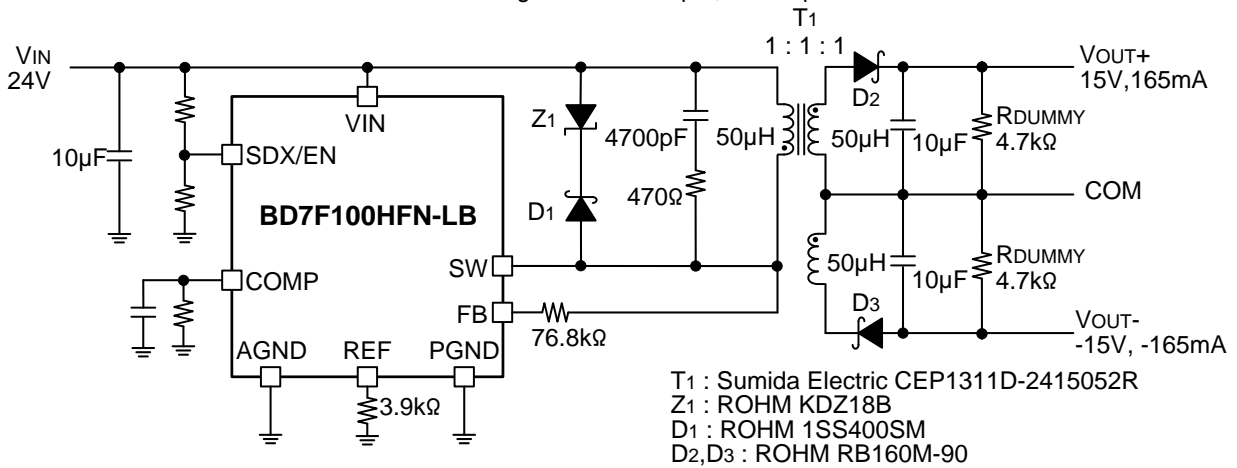 T1
1 : 1 : 1
VIN
24V
VOUT+
15V,165mA
D2
VIN
Z1
4700pF
50µH
50µH
10µF
RDUMMY
4.7kΩ
10µF
SDX/EN
470Ω
D1
COM
BD7F100HFN-LB
SW
50µH
10µF
RDUMMY
4.7kΩ
COMP
FB
76.8kΩ
D3
VOUT-
-15V, -165mA
AGND
REF
PGND
3.9kΩ
T1 : Sumida Electric CEP1311D-2415052R
Z1 : ROHM KDZ18B
D1 : ROHM 1SS400SM
D2,D3 : ROHM RB160M-90